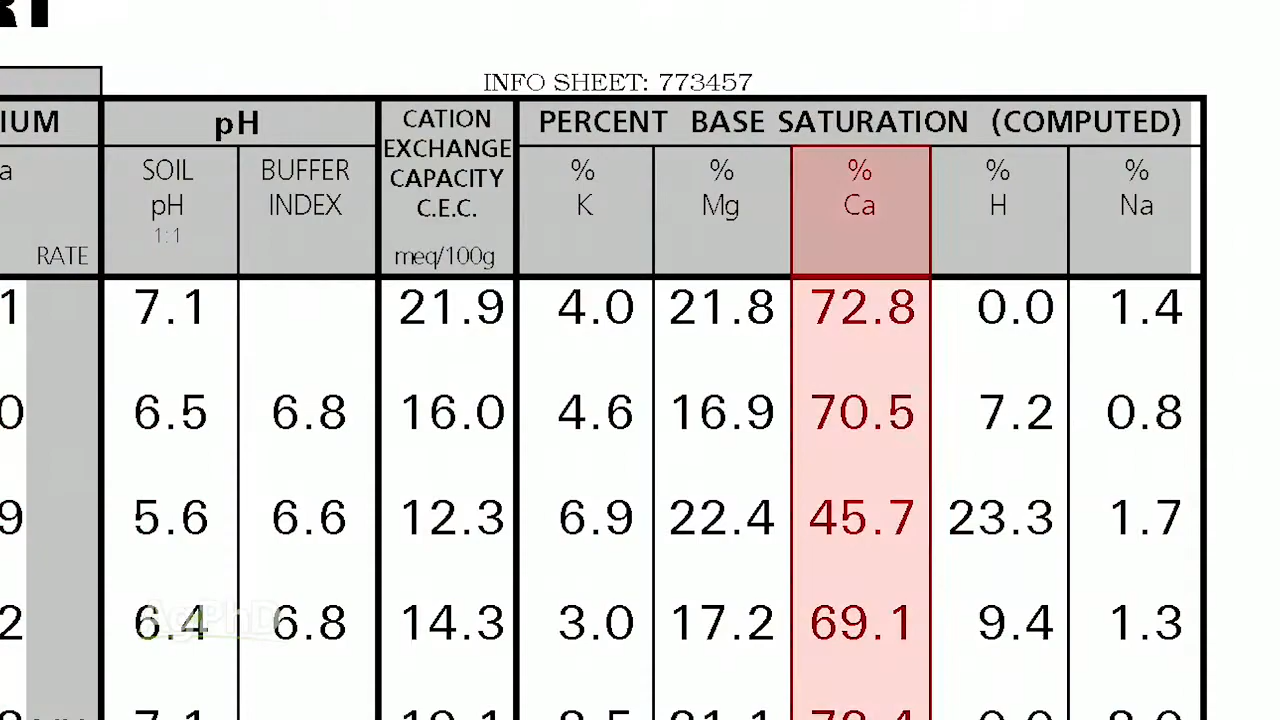 INFO SHEET: 773457
IUM pH CATION EXCHANGE CAPACITY C.E.C. meq/100g PERCENT BASE SATURATION (COMPUTED)
a RATE SOIL pH 1:1 BUFFER INDEX % K % Mg % Ca % H % Na
1 7.1 21.9 4.0 21.8 72.8 0.0 1.4
0 6.5 6.8 16.0 4.6 16.9 70.5 7.2 0.8
9 5.6 6.6 12.3 6.9 22.4 45.7 23.3 1.7
2 6.4 6.8 14.3 3.0 17.2 69.1 9.4 1.3
AgPhD